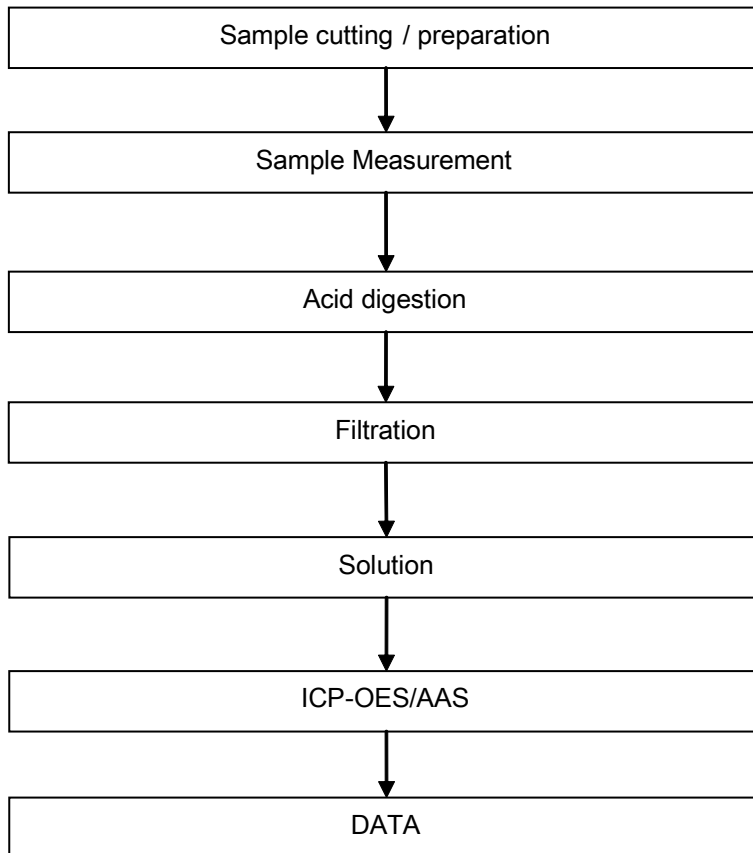 Sample cutting / preparation
Sample Measurement
Acid digestion
Filtration
Solution
ICP-OES/AAS
DATA